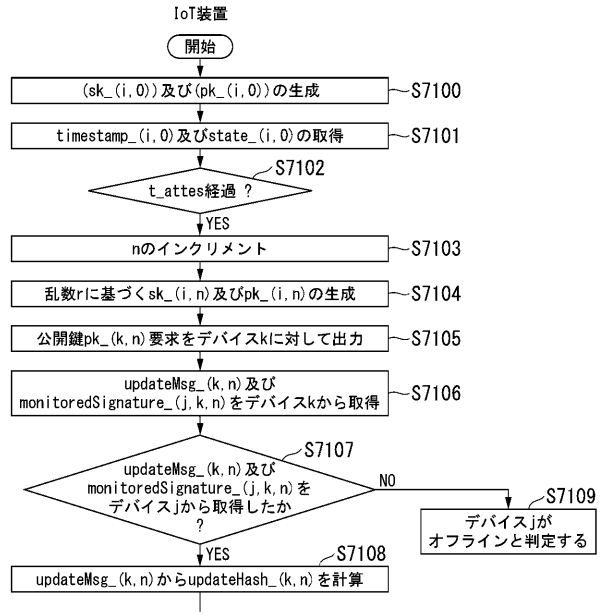 IoT装置
開始
(sk_(i,0))及び(pk_(i,0))の生成
S7100
timestamp_(i,0)及びstate_(i,0)の取得
S7101
S7102
t_attes経過 ?
YES
nのインクリメント
S7103
乱数rに基づくsk_(i,n)及びpk_(i,n)の生成
S7104
公開鍵pk_(k,n)要求をデバイスkに対して出力
S7105
updateMsg_(k,n)及び
monitoredSignature_(j,k,n)をデバイスkから取得
S7106
S7107
updateMsg_(k,n)及び
monitoredSignature_(j,k,n)を
デバイスjから取得したか
?
NO
S7109
デバイスjが
オフラインと判定する
YES
S7108
updateMsg_(k,n)からupdateHash_(k,n)を計算